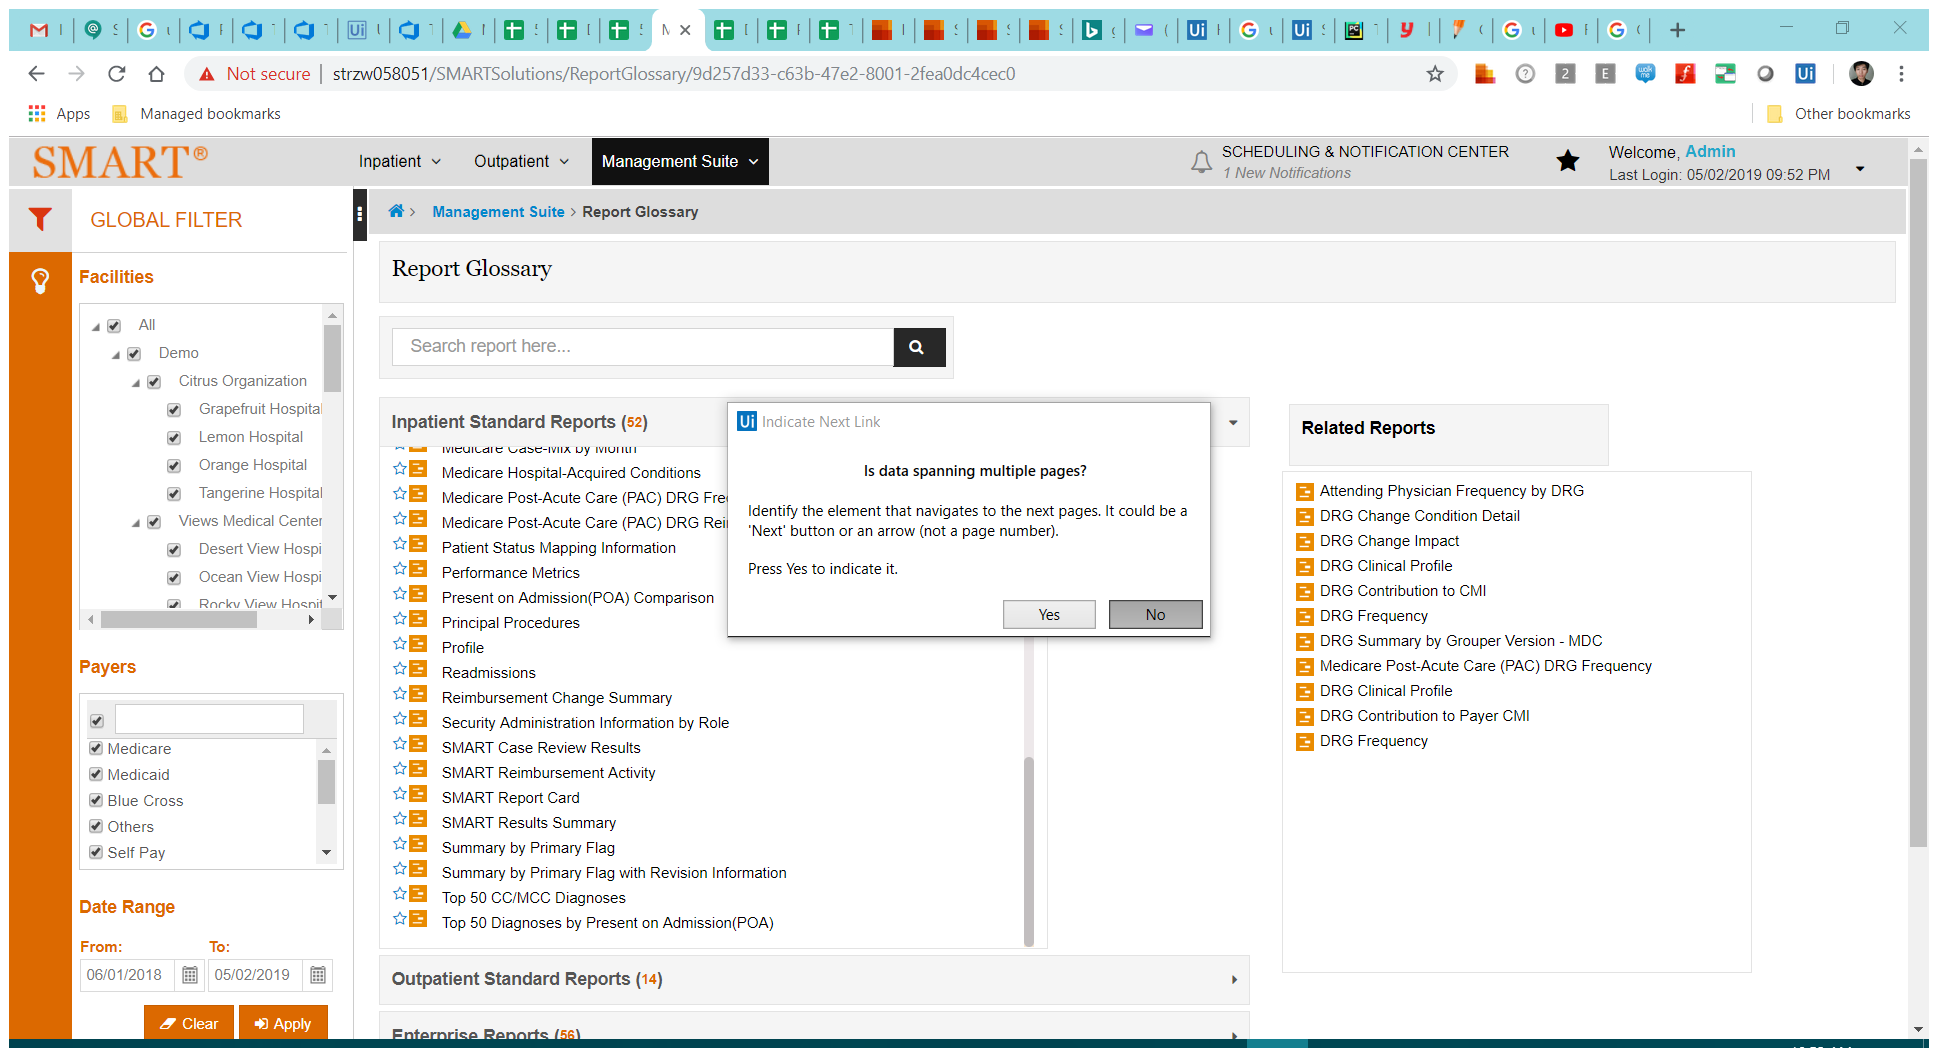 Not secure | strzw058051/SMARTSolutions/ReportGlossary/9d257d33-c63b-47e2-8001-2fea0dc4cec0
Apps Managed bookmarks Other bookmarks
SMART®
Inpatient Outpatient Management Suite
SCHEDULING & NOTIFICATION CENTER
1 New Notifications
Welcome, Admin
Last Login: 05/02/2019 09:52 PM
GLOBAL FILTER
Management Suite > Report Glossary
Facilities
All
Demo
Citrus Organization
Grapefruit Hospita
Lemon Hospital
Orange Hospital
Tangerine Hospital
Views Medical Center
Desert View Hospi
Ocean View Hospi
Rocky View Hospit
Payers
Medicare
Medicaid
Blue Cross
Others
Self Pay
Date Range
From: To:
06/01/2018 05/02/2019
Clear Apply
Report Glossary
Search report here...
Inpatient Standard Reports (52)
Medicare Case-Mix by Month
Medicare Hospital-Acquired Conditions
Medicare Post-Acute Care (PAC) DRG Fre
Medicare Post-Acute Care (PAC) DRG Rei
Patient Status Mapping Information
Performance Metrics
Present on Admission(POA) Comparison
Principal Procedures
Profile
Readmissions
Reimbursement Change Summary
Security Administration Information by Role
SMART Case Review Results
SMART Reimbursement Activity
SMART Report Card
SMART Results Summary
Summary by Primary Flag
Summary by Primary Flag with Revision Information
Top 50 CC/MCC Diagnoses
Top 50 Diagnoses by Present on Admission(POA)
Outpatient Standard Reports (14)
Enterprise Reports (56)
Ui Indicate Next Link
Is data spanning multiple pages?
Identify the element that navigates to the next pages. It could be a
'Next' button or an arrow (not a page number).
Press Yes to indicate it.
Yes No
Related Reports
Attending Physician Frequency by DRG
DRG Change Condition Detail
DRG Change Impact
DRG Clinical Profile
DRG Contribution to CMI
DRG Frequency
DRG Summary by Grouper Version - MDC
Medicare Post-Acute Care (PAC) DRG Frequency
DRG Clinical Profile
DRG Contribution to Payer CMI
DRG Frequency